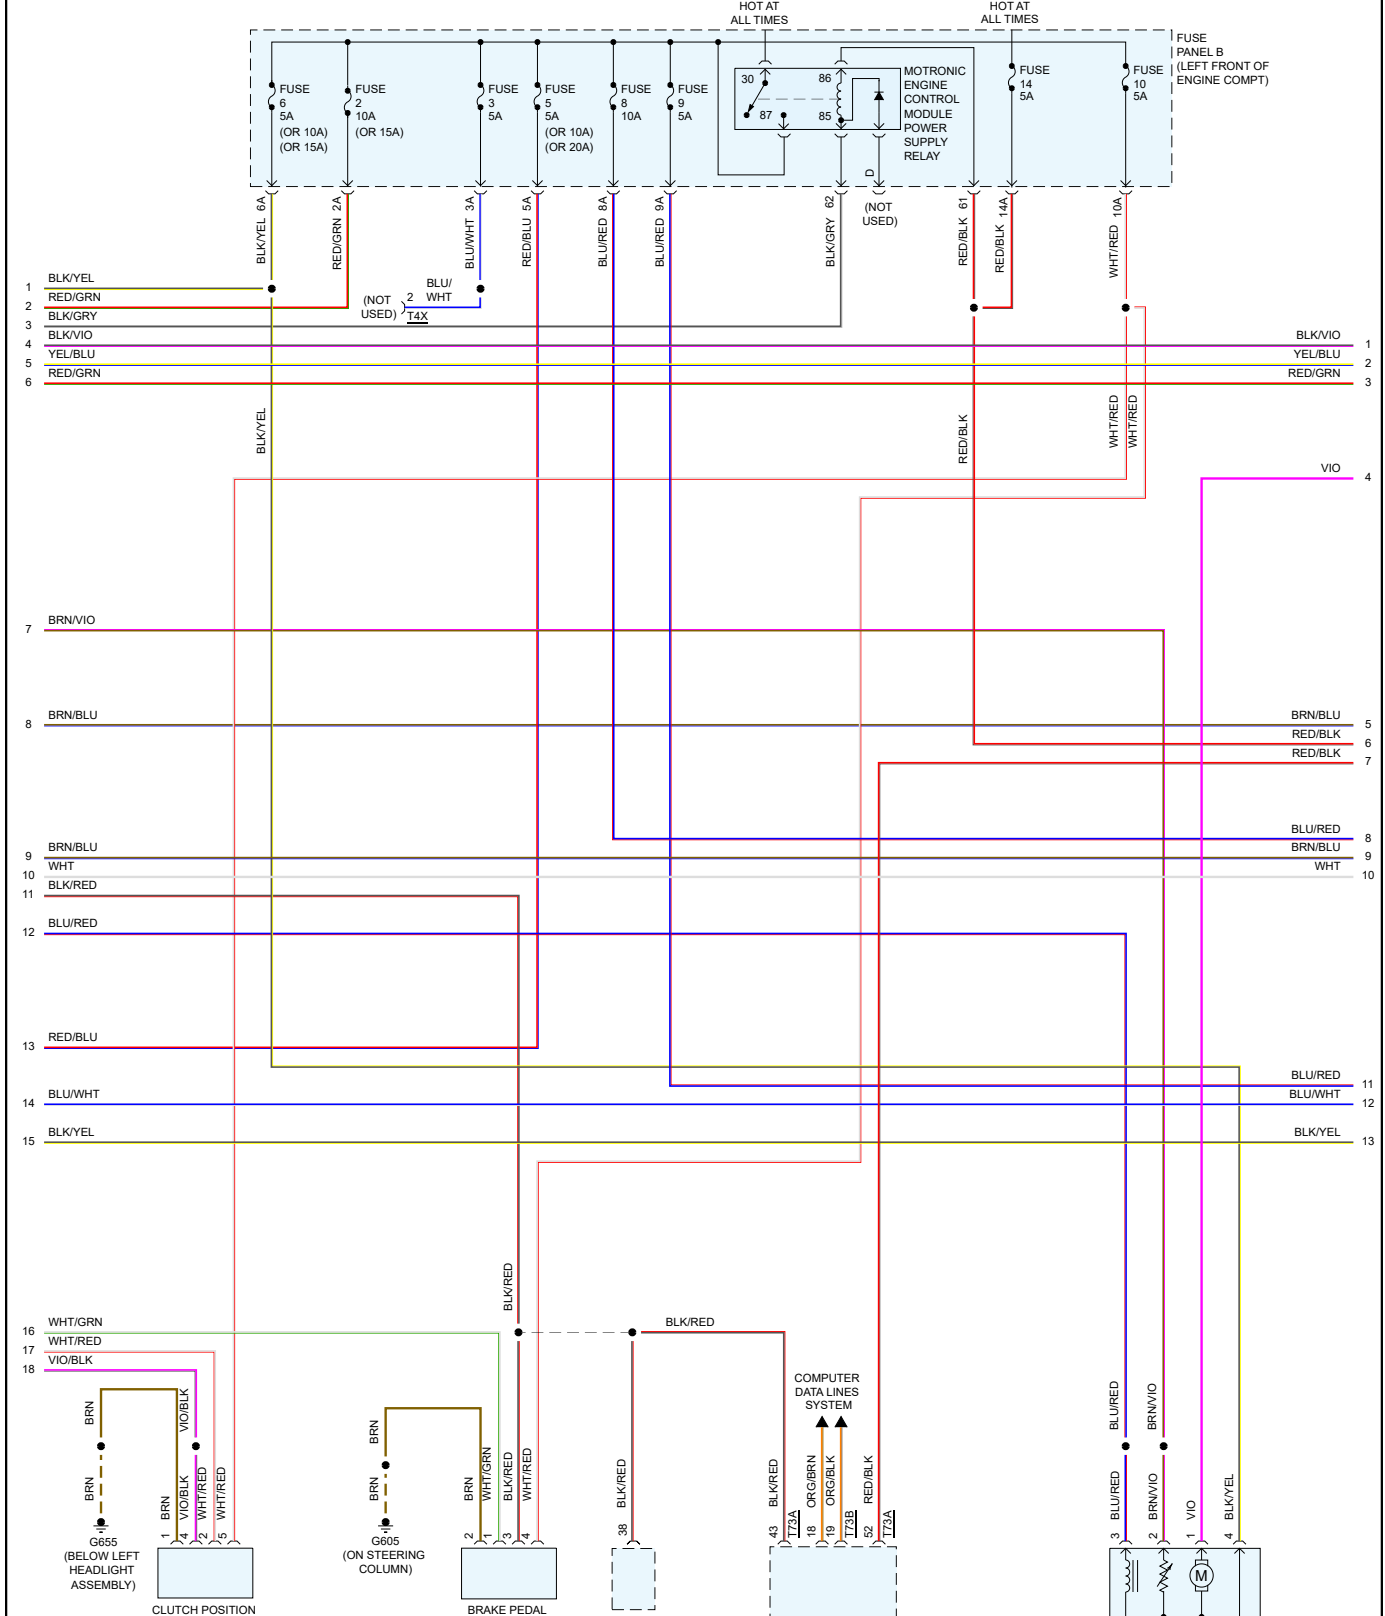 HOT AT
ALL TIMES
HOT AT
ALL TIMES
FUSE
PANEL B
(LEFT FRONT OF
ENGINE COMPT)
FUSE
6
5A
(OR 10A)
(OR 15A)
FUSE
2
10A
(OR 15A)
FUSE
3
5A
FUSE
5
5A
(OR 10A)
(OR 20A)
FUSE
8
10A
FUSE
9
5A
30
87
86
85
MOTRONIC
ENGINE
CONTROL
MODULE
POWER
SUPPLY
RELAY
FUSE
14
5A
FUSE
10
5A
D
(NOT
USED)
6A
2A
3A
5A
8A
9A
62
61
14A
10A
BLK/YEL
RED/GRN
BLU/WHT
RED/BLU
BLU/RED
BLU/RED
BLK/GRY
RED/BLK
RED/BLK
WHT/RED
1 BLK/YEL
2 RED/GRN
3 BLK/GRY
4 BLK/VIO
5 YEL/BLU
6 RED/GRN
(NOT
USED)
2
T4X
BLU/
WHT
BLK/VIO 1
YEL/BLU 2
RED/GRN 3
BLK/YEL
RED/BLK
WHT/RED
WHT/RED
VIO 4
7 BRN/VIO
8 BRN/BLU
BRN/BLU 5
RED/BLK 6
RED/BLK 7
BLU/RED 8
9 BRN/BLU
BRN/BLU 9
10 WHT
WHT 10
11 BLK/RED
12 BLU/RED
13 RED/BLU
BLU/RED 11
14 BLU/WHT
BLU/WHT 12
15 BLK/YEL
BLK/YEL 13
BLK/RED
16 WHT/GRN
17 WHT/RED
18 VIO/BLK
BLK/RED
COMPUTER
DATA LINES
SYSTEM
BRN
VIO/BLK
BRN
BLU/RED
BRN/VIO
BRN
BRN
VIO/BLK
WHT/RED
WHT/RED
BRN
BRN
WHT/GRN
BLK/RED
WHT/RED
BLK/RED
BLK/RED
ORG/BRN
ORG/BLK
RED/BLK
BLU/RED
BRN/VIO
VIO
BLK/YEL
1
4
2
5
2
1
3
4
38
43
T73A
18
19
T73B
52
T73A
3
2
1
4
G655
(BELOW LEFT
HEADLIGHT
ASSEMBLY)
G605
(ON STEERING
COLUMN)
M
CLUTCH POSITION
BRAKE PEDAL